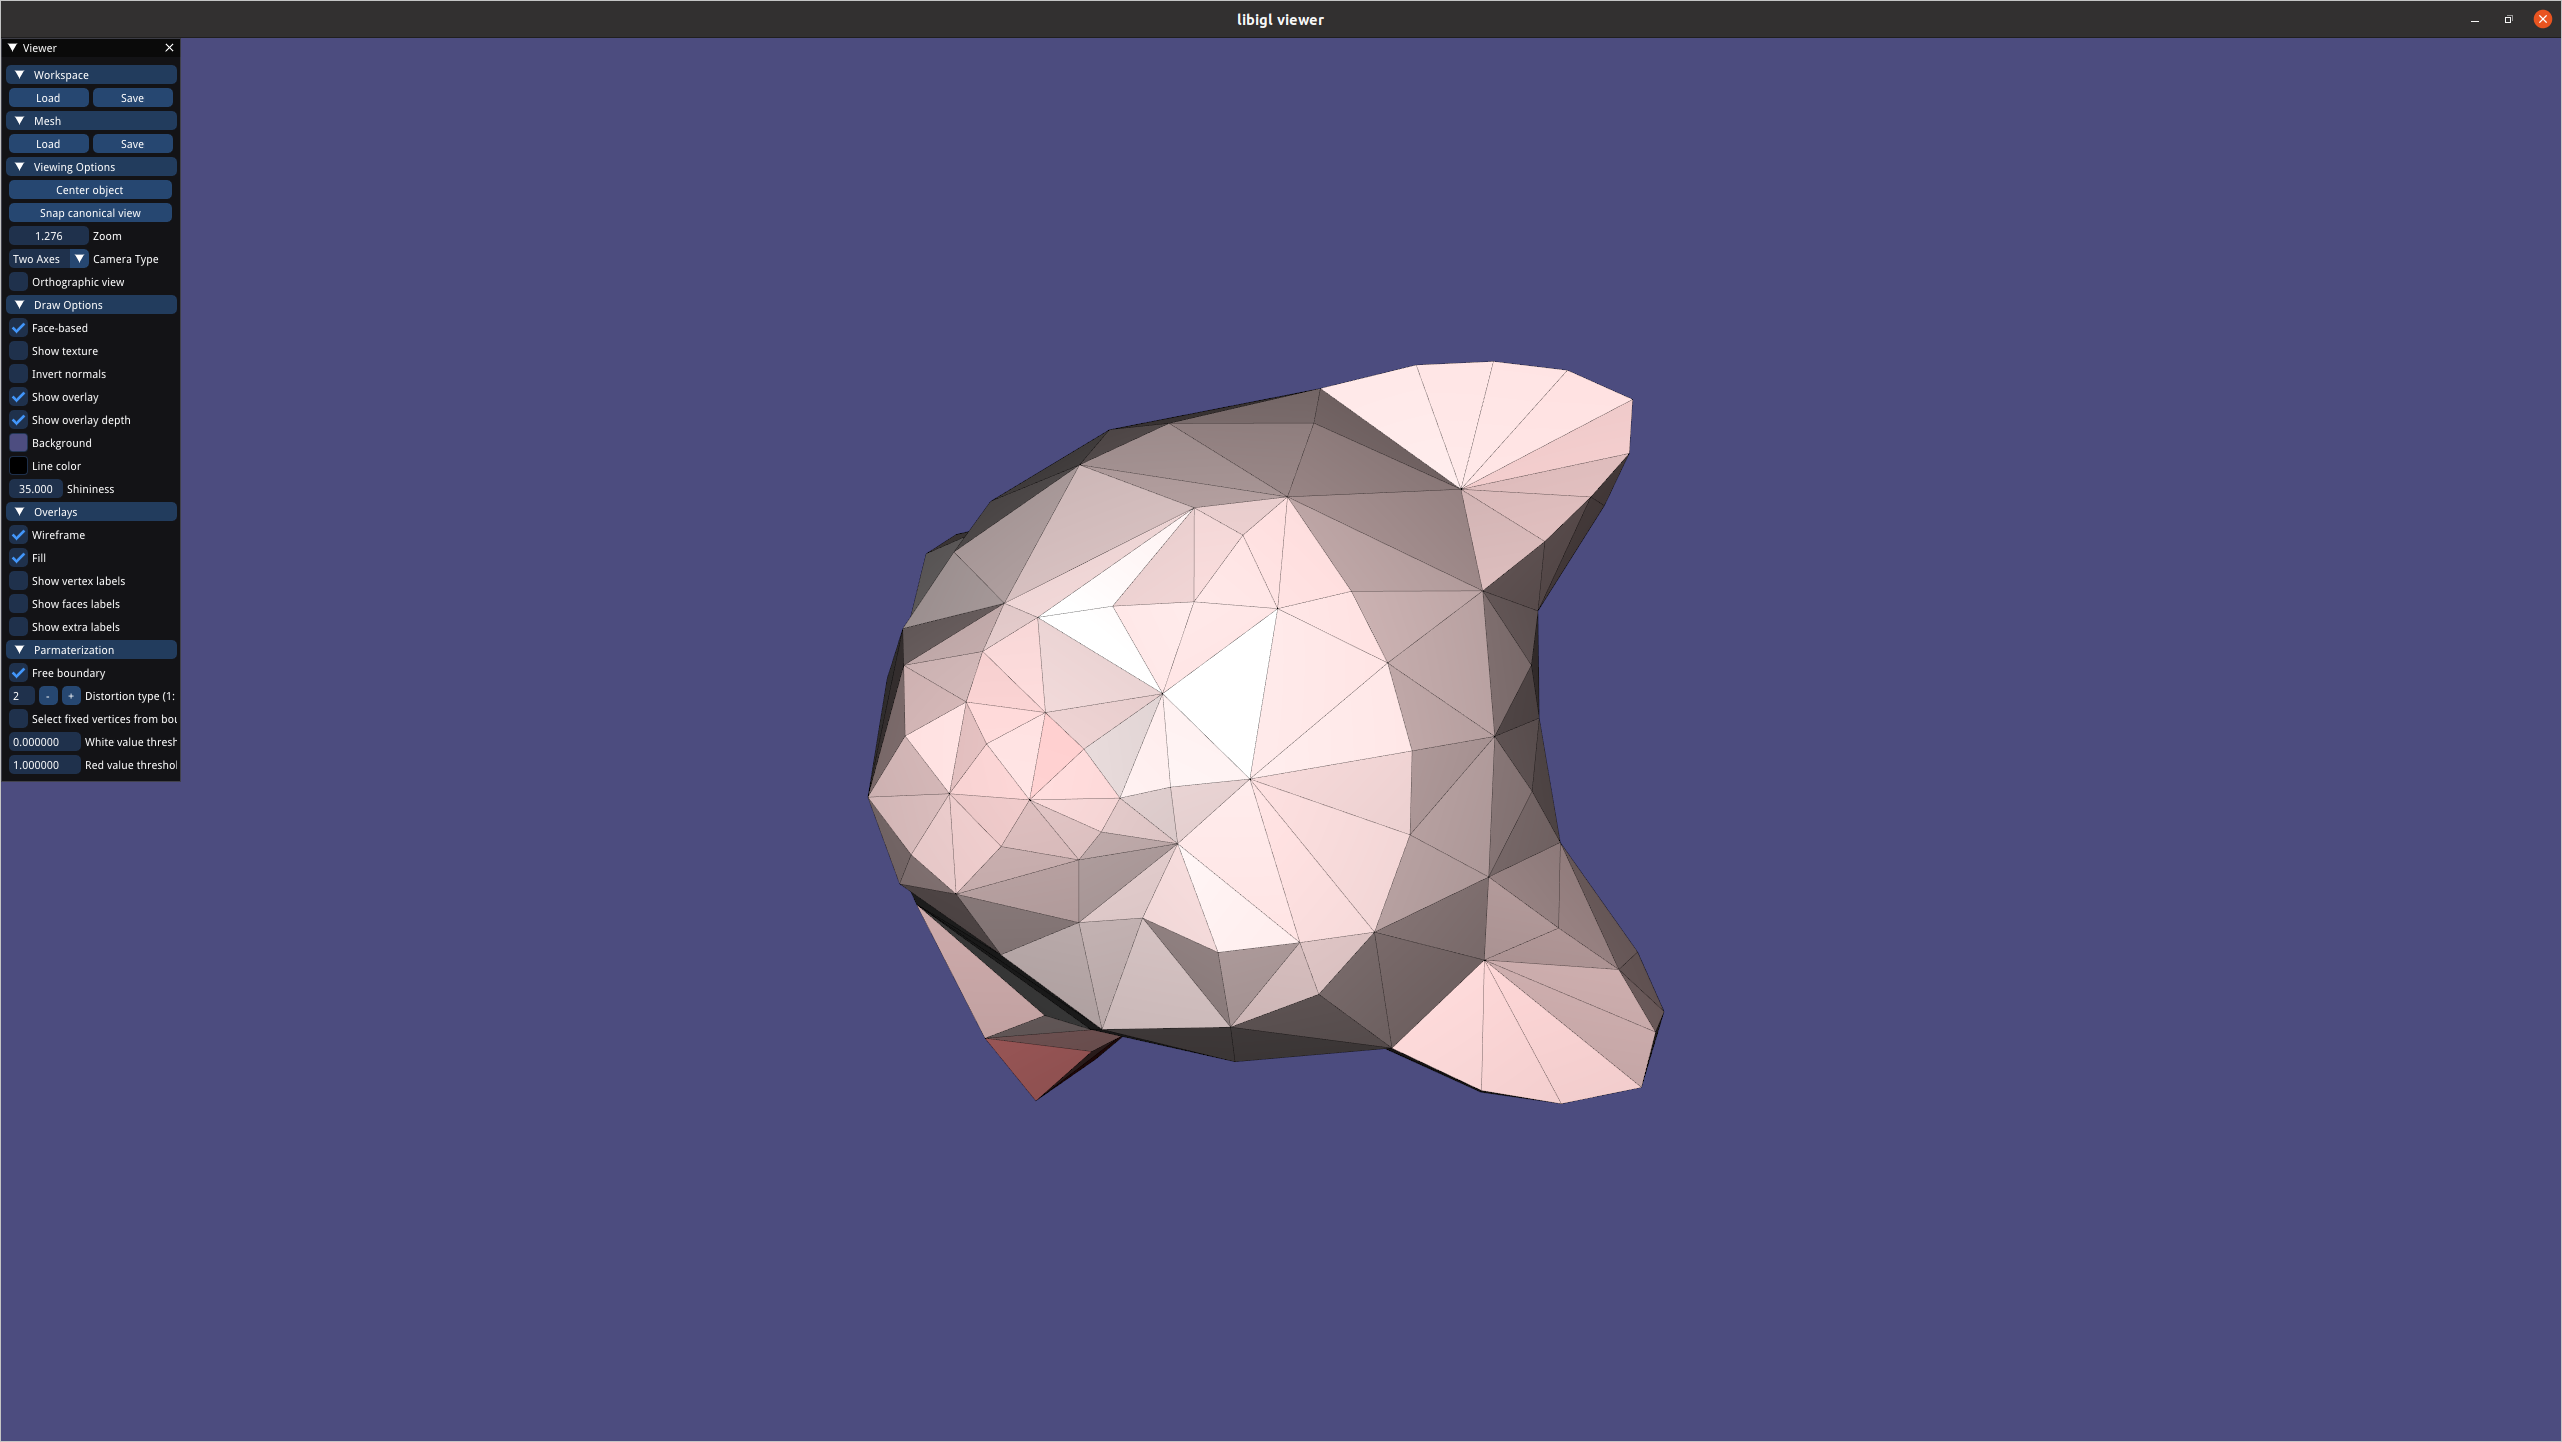 libigl viewer
Viewer
Workspace
Load Save
Mesh
Load Save
Viewing Options
Center object
Snap canonical view
1.276 Zoom
Two Axes Camera Type
Orthographic view
Draw Options
Face-based
Show texture
Invert normals
Show overlay
Show overlay depth
Background
Line color
35.000 Shininess
Overlays
Wireframe
Fill
Show vertex labels
Show faces labels
Show extra labels
Parmaterization
Free boundary
2 - + Distortion type (1:
Select fixed vertices from bou
0.000000 White value thresh
1.000000 Red value threshol